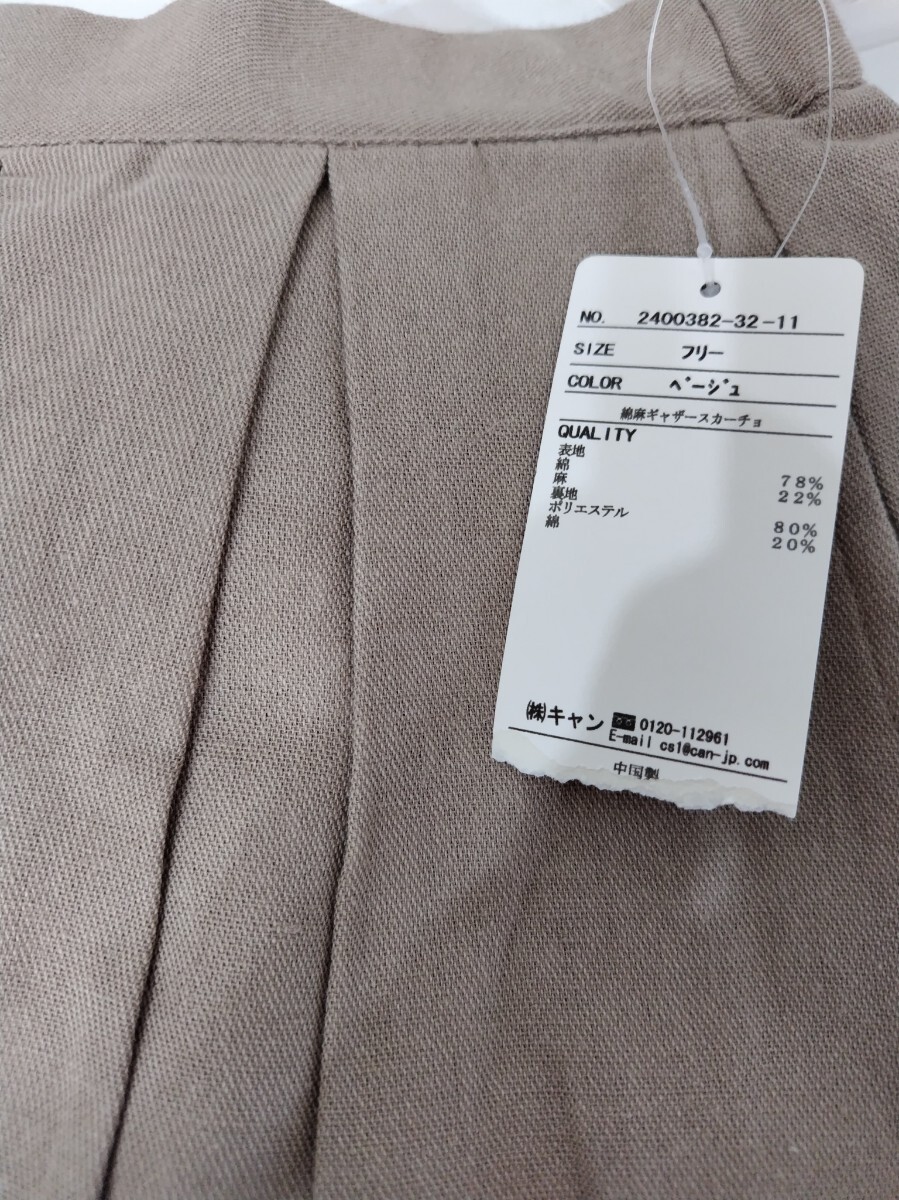 NO. 2400382-32-11
SIZE フリー
COLOR ベージュ
綿麻ギャザースカーチョ
QUALITY
表地
綿 78%
麻 22%
裏地
ポリエステル 80%
綿 20%
㈱キャン 0120-112961
E-mail cs1@can-jp.com
中国製